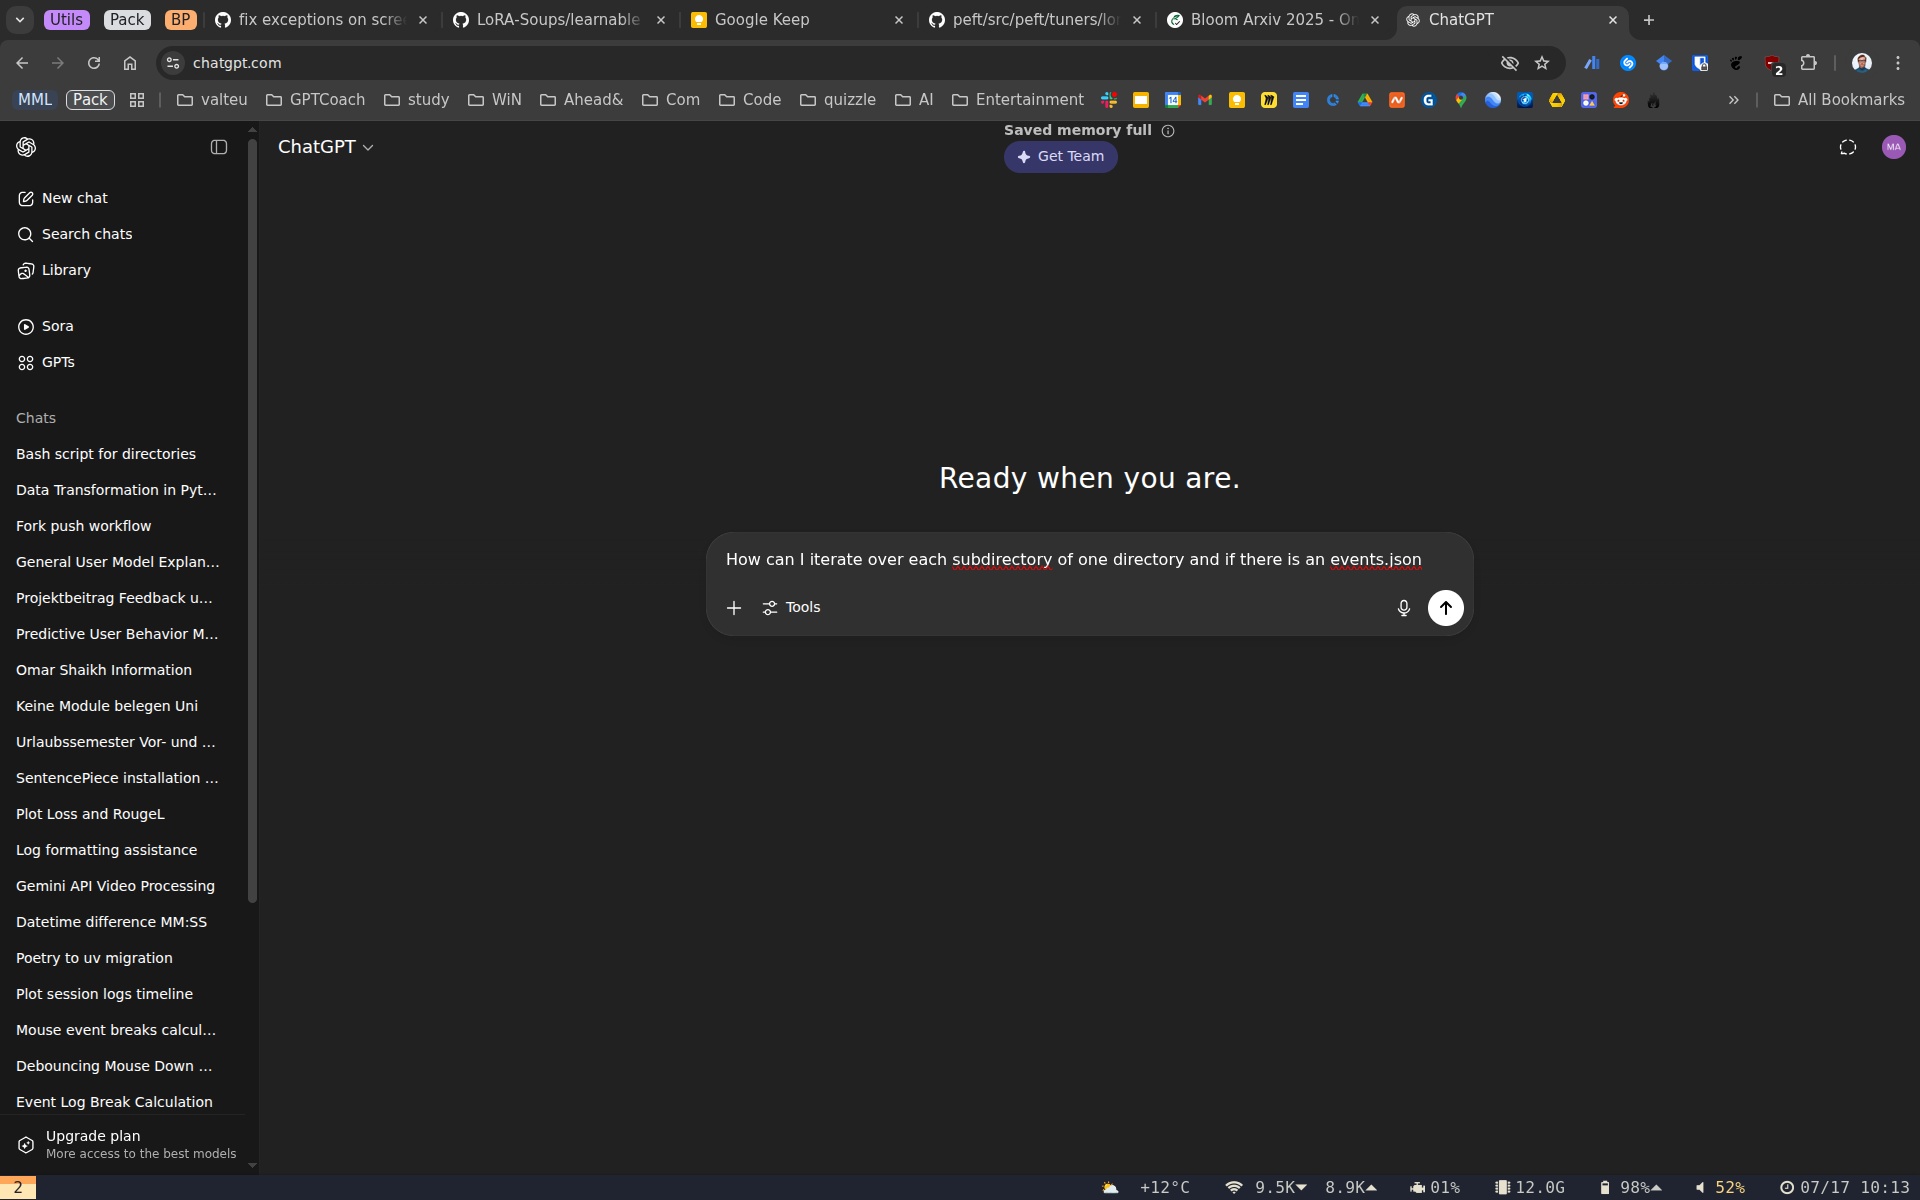 Utils
Pack
BP
fix exceptions on scre
LoRA-Soups/learnable
Google Keep
peft/src/peft/tuners/lo
Bloom Arxiv 2025 - Or
ChatGPT
chatgpt.com
2
MML
Pack
valteu
GPTCoach
study
WiN
Ahead&
Com
Code
quizzle
AI
Entertainment
14
All Bookmarks
ChatGPT
Saved memory full
Get Team
MA
New chat
Search chats
Library
Sora
GPTs
Chats
Bash script for directories
Data Transformation in Pyt...
Fork push workflow
General User Model Explan...
Projektbeitrag Feedback u...
Predictive User Behavior M...
Omar Shaikh Information
Keine Module belegen Uni
Urlaubssemester Vor- und ...
SentencePiece installation ...
Plot Loss and RougeL
Log formatting assistance
Gemini API Video Processing
Datetime difference MM:SS
Poetry to uv migration
Plot session logs timeline
Mouse event breaks calcul...
Debouncing Mouse Down ...
Event Log Break Calculation
Upgrade plan
More access to the best models
Ready when you are.
How can I iterate over each subdirectory of one directory and if there is an events.json
Tools
2
+12°C
9.5K
8.9K
01%
12.0G
98%
52%
07/17 10:13